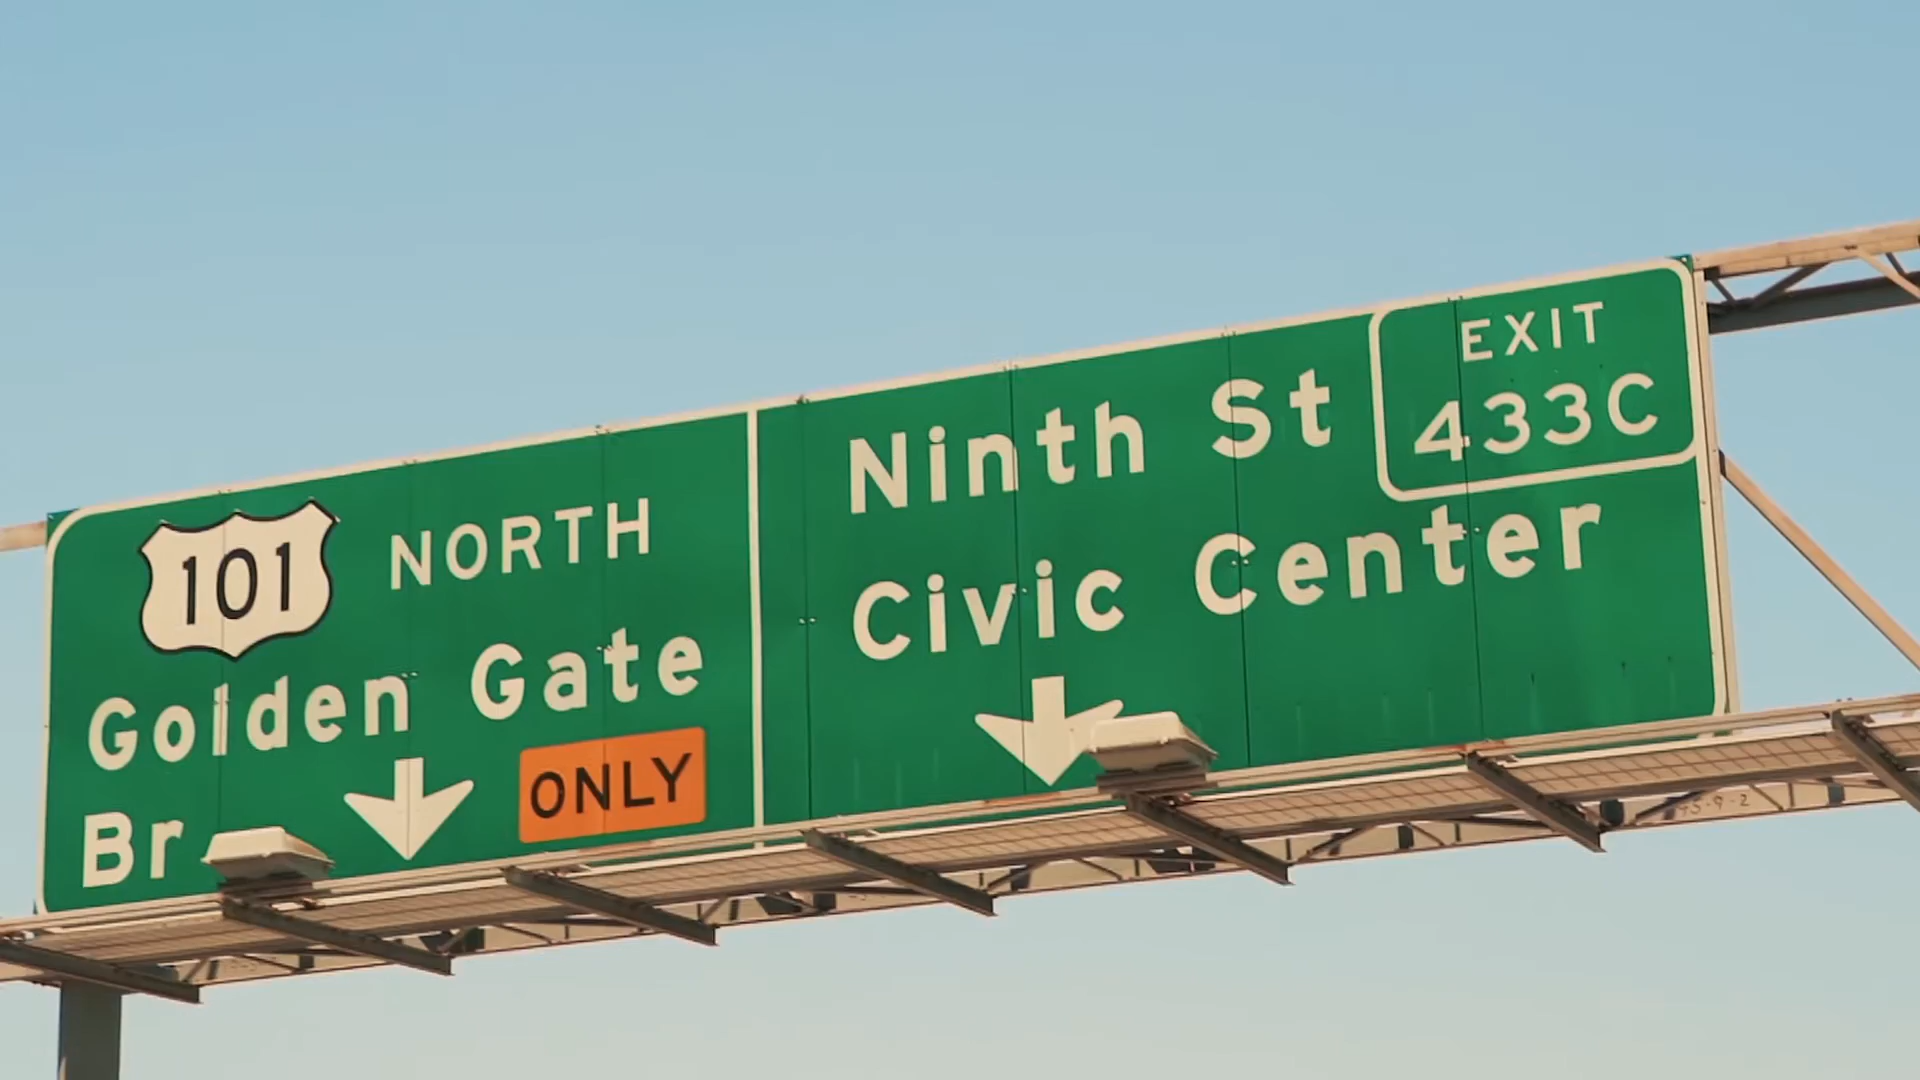 101 NORTH
Golden Gate
Br
ONLY
Ninth St
Civic Center
EXIT
433C